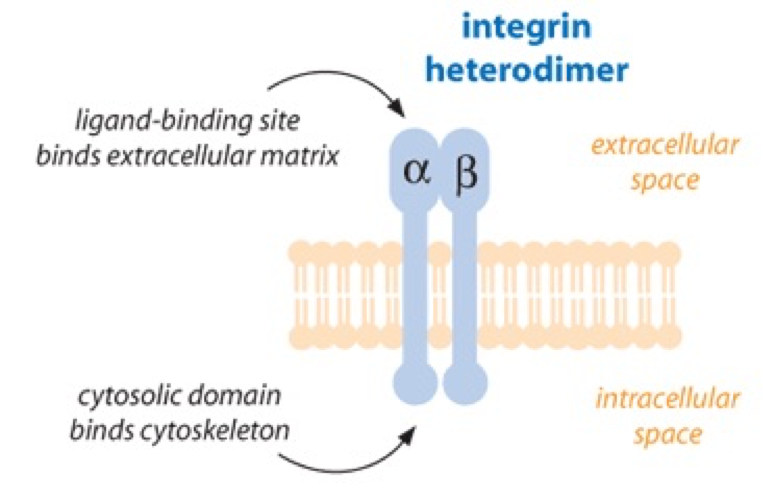 integrin
heterodimer
ligand-binding site
binds extracellular matrix
extracellular
space
α β
cytosolic domain
binds cytoskeleton
intracellular
space